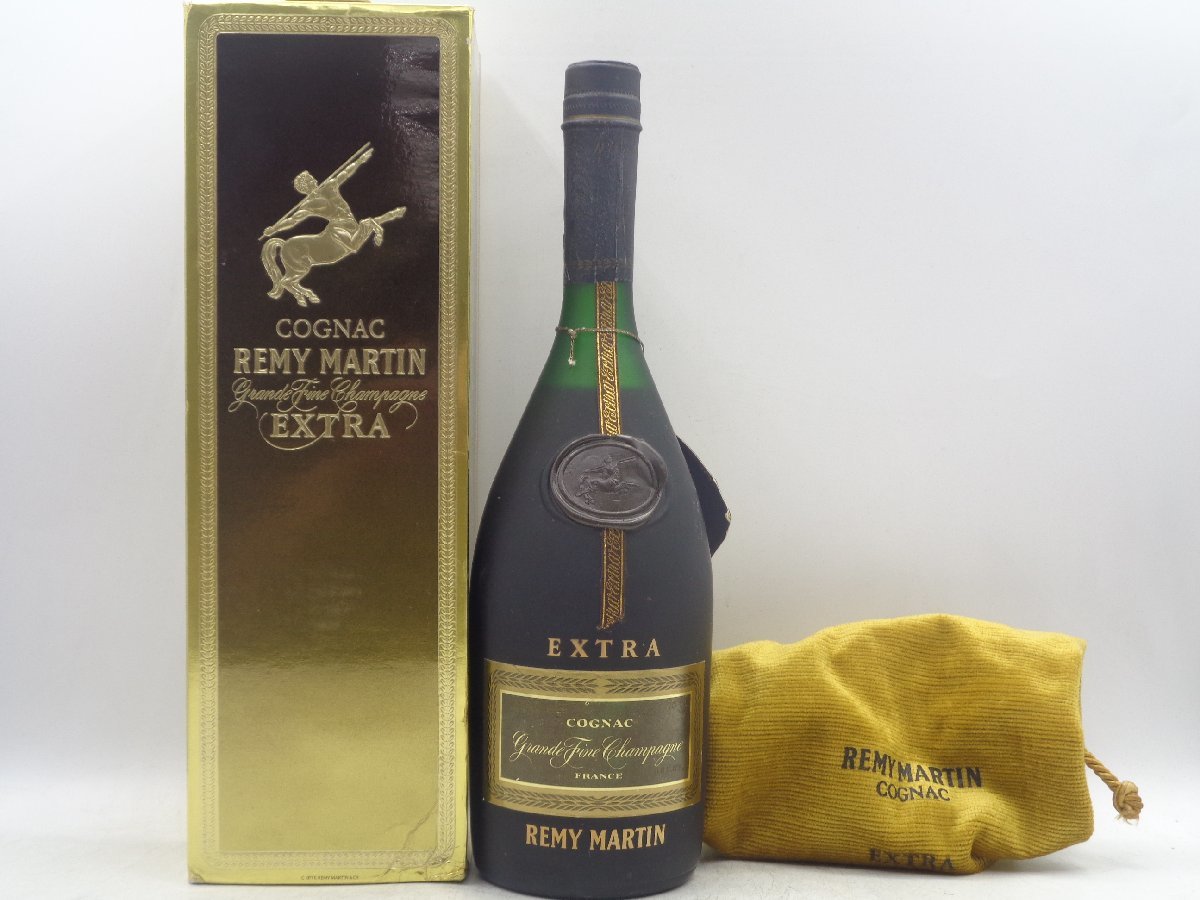 COGNAC
REMY MARTIN
Grande Fine Champagne
EXTRA
EXTRA
COGNAC
Grande Fine Champagne
FRANCE
REMY MARTIN
REMY MARTIN
COGNAC
EXTRA